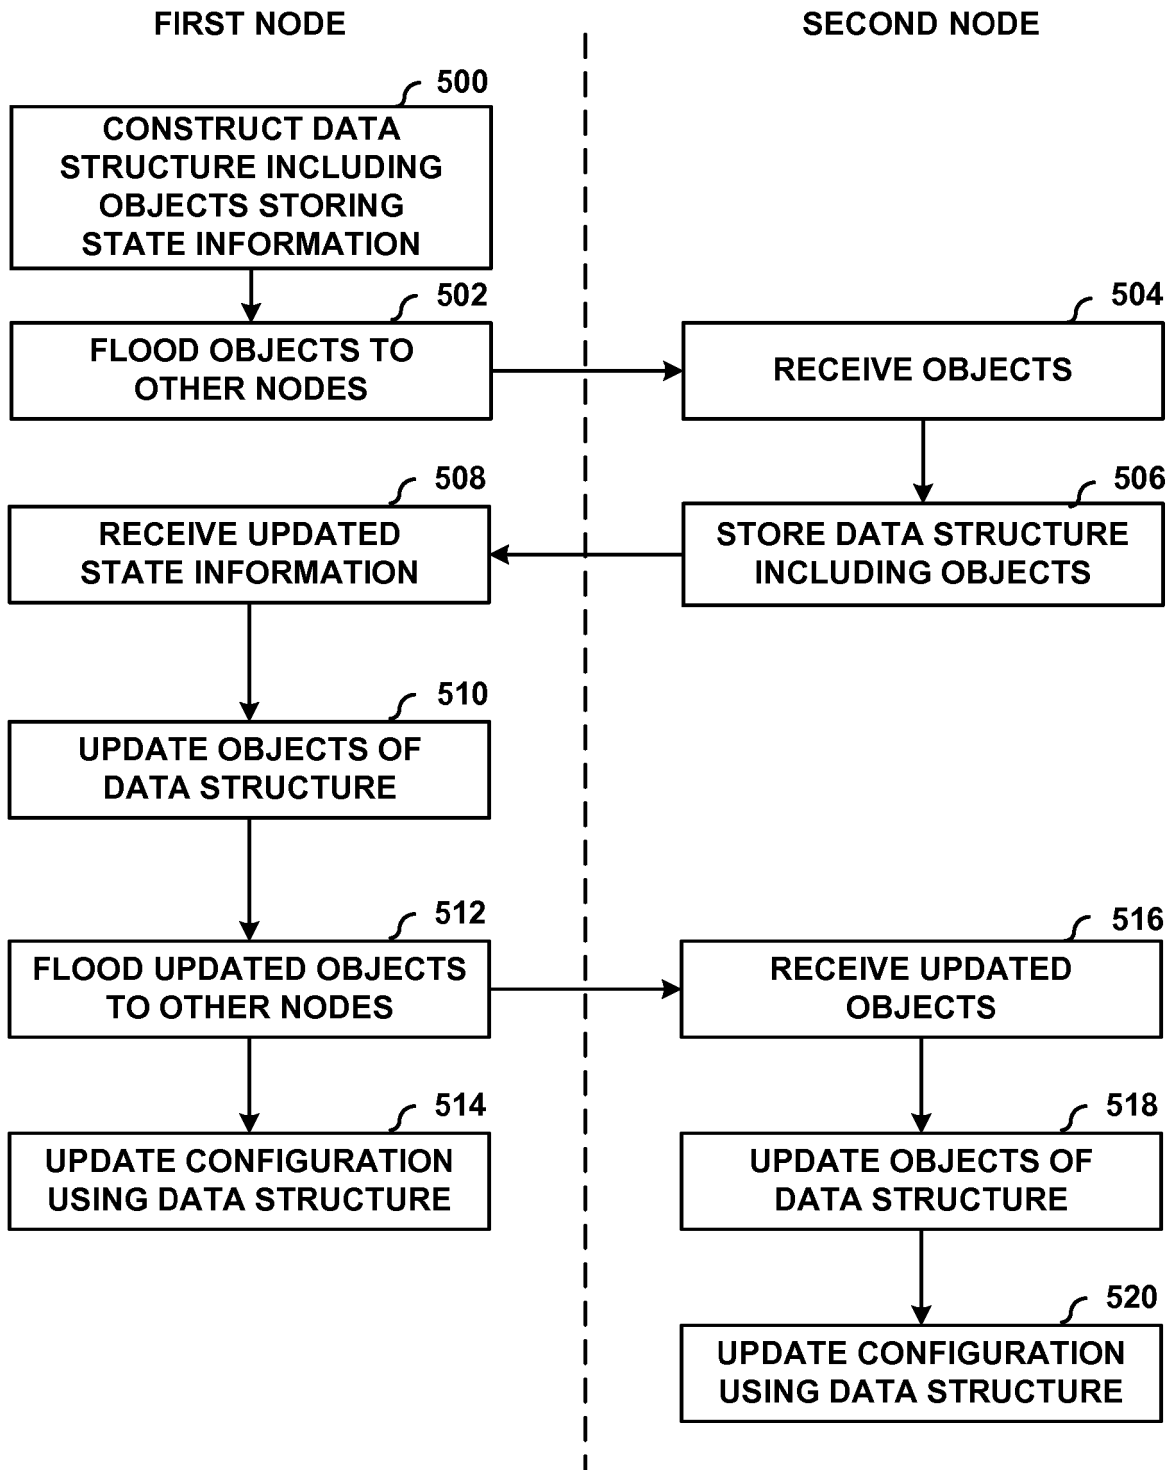 FIRST NODE
SECOND NODE
500
CONSTRUCT DATA
STRUCTURE INCLUDING
OBJECTS STORING
STATE INFORMATION
502
FLOOD OBJECTS TO
OTHER NODES
504
RECEIVE OBJECTS
506
STORE DATA STRUCTURE
INCLUDING OBJECTS
508
RECEIVE UPDATED
STATE INFORMATION
510
UPDATE OBJECTS OF
DATA STRUCTURE
512
FLOOD UPDATED OBJECTS
TO OTHER NODES
514
UPDATE CONFIGURATION
USING DATA STRUCTURE
516
RECEIVE UPDATED
OBJECTS
518
UPDATE OBJECTS OF
DATA STRUCTURE
520
UPDATE CONFIGURATION
USING DATA STRUCTURE